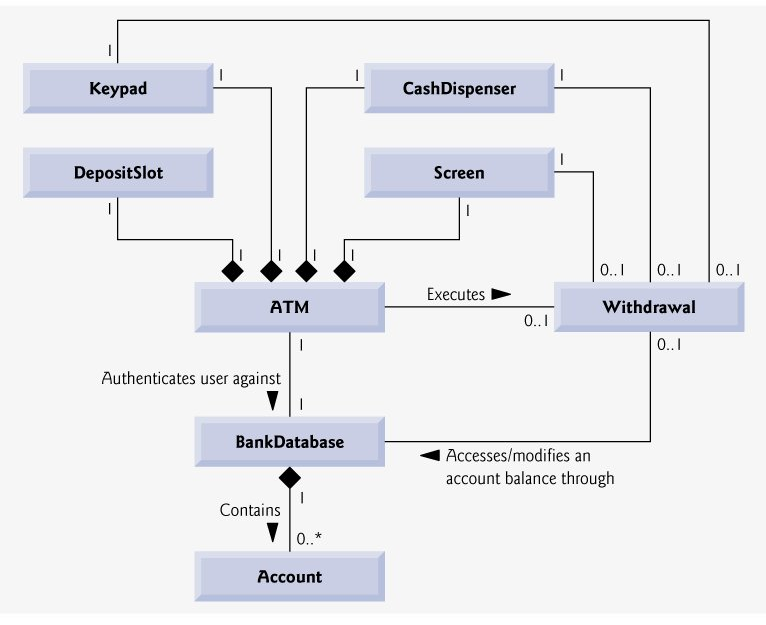 1
Keypad
1
1
CashDispenser
1
DepositSlot
1
Screen
1
1
1
1
1
1
0..1
0..1
0..1
ATM
Executes
0..1
Withdrawal
1
0..1
Authenticates user against
1
BankDatabase
Accesses/modifies an
account balance through
1
Contains
0..*
Account